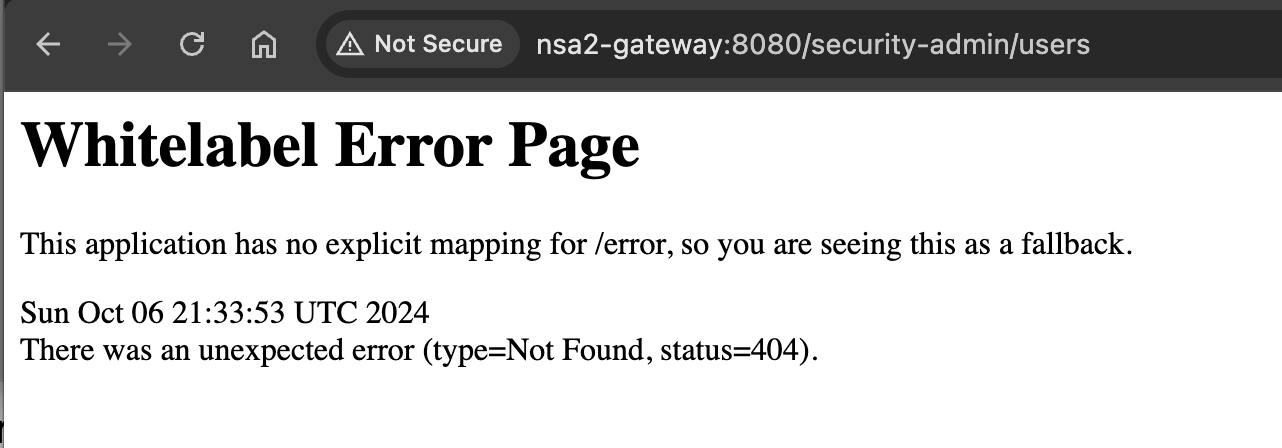 Not Secure nsa2-gateway:8080/security-admin/users
Whitelabel Error Page
This application has no explicit mapping for /error, so you are seeing this as a fallback.
Sun Oct 06 21:33:53 UTC 2024
There was an unexpected error (type=Not Found, status=404).